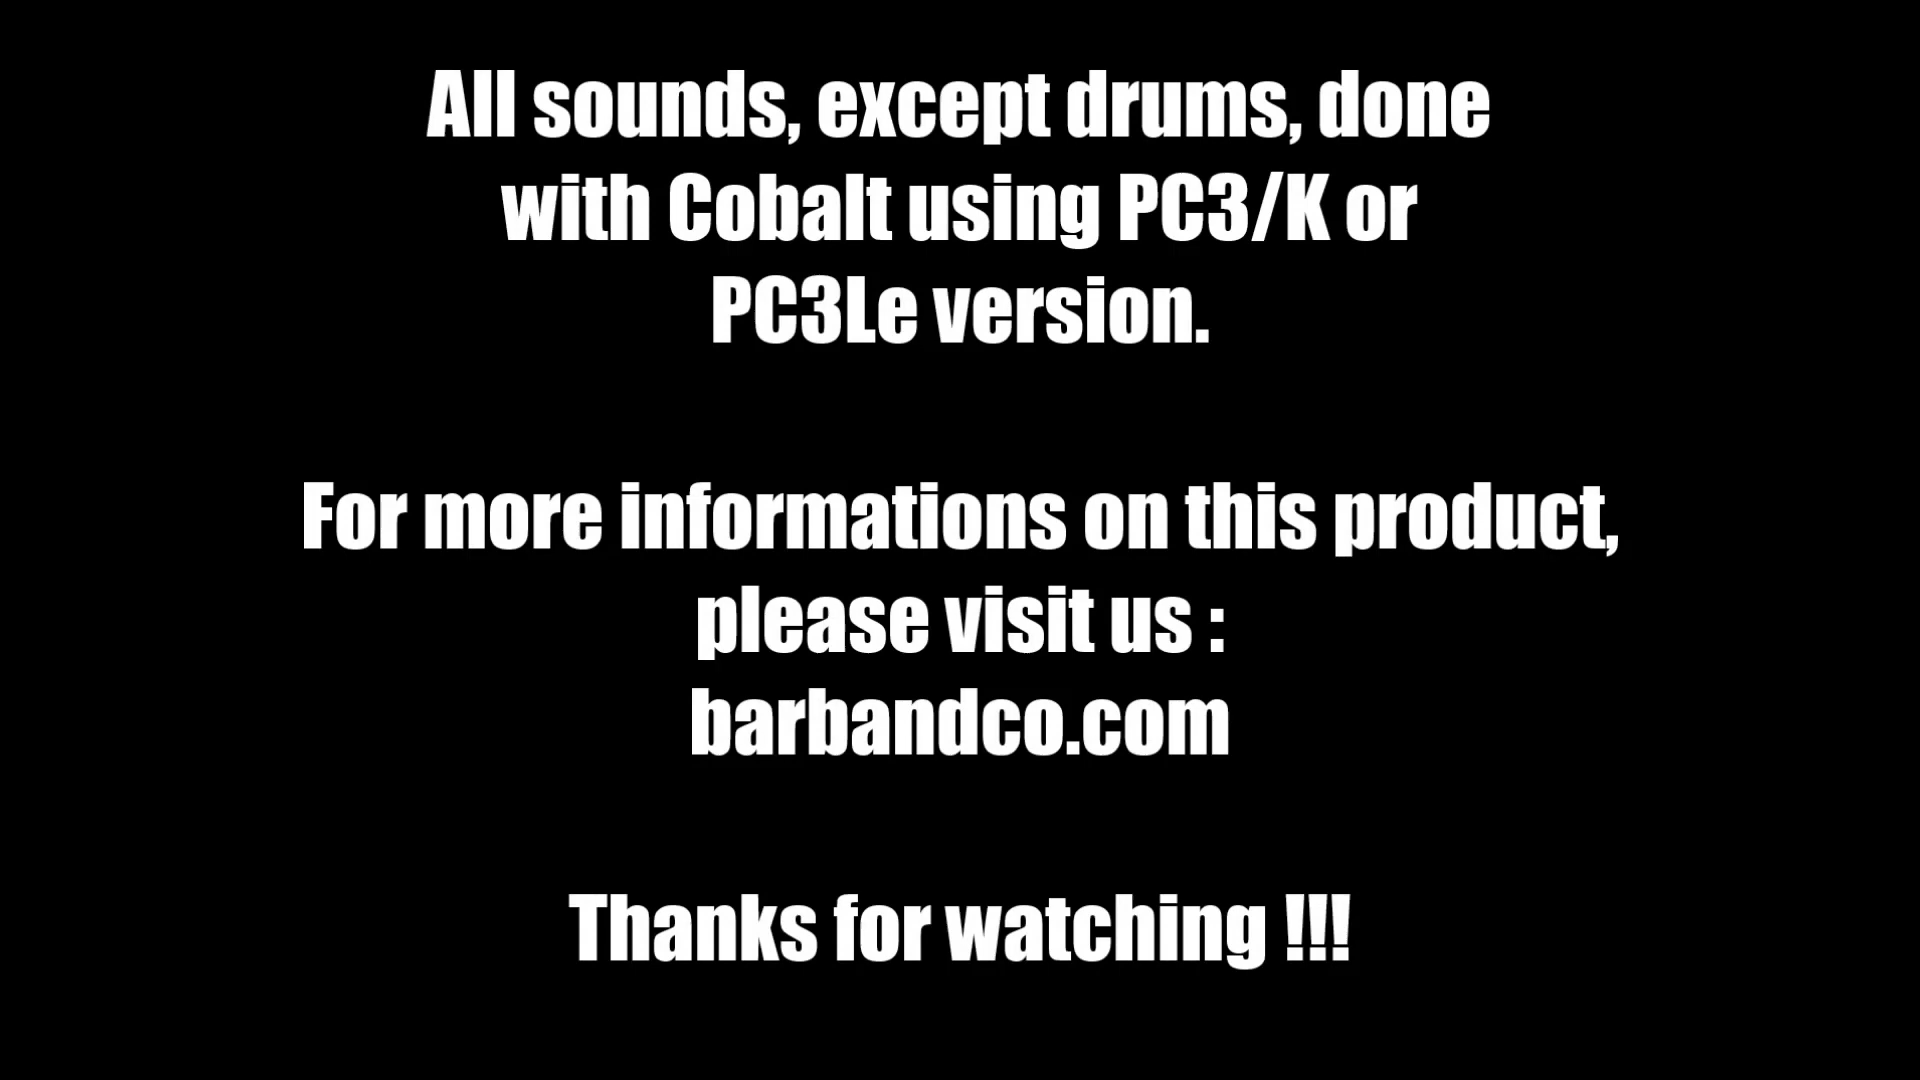 All sounds, except drums, done
with Cobalt using PC3/K or
PC3Le version.
For more informations on this product,
please visit us :
barbandco.com
Thanks for watching !!!